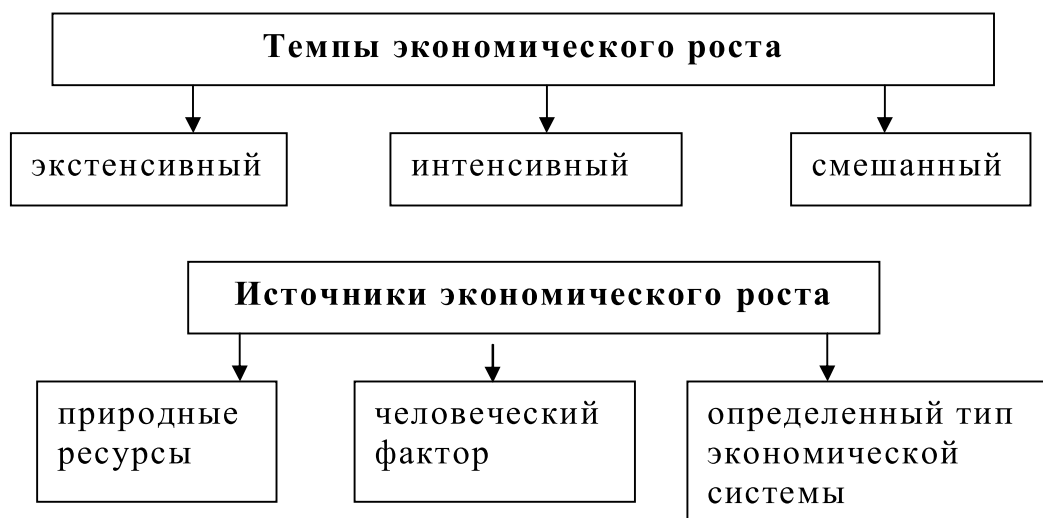 Темпы экономического роста
экстенсивный
интенсивный
смешанный
Источники экономического роста
природные
ресурсы
человеческий
фактор
определенный тип
экономической
системы